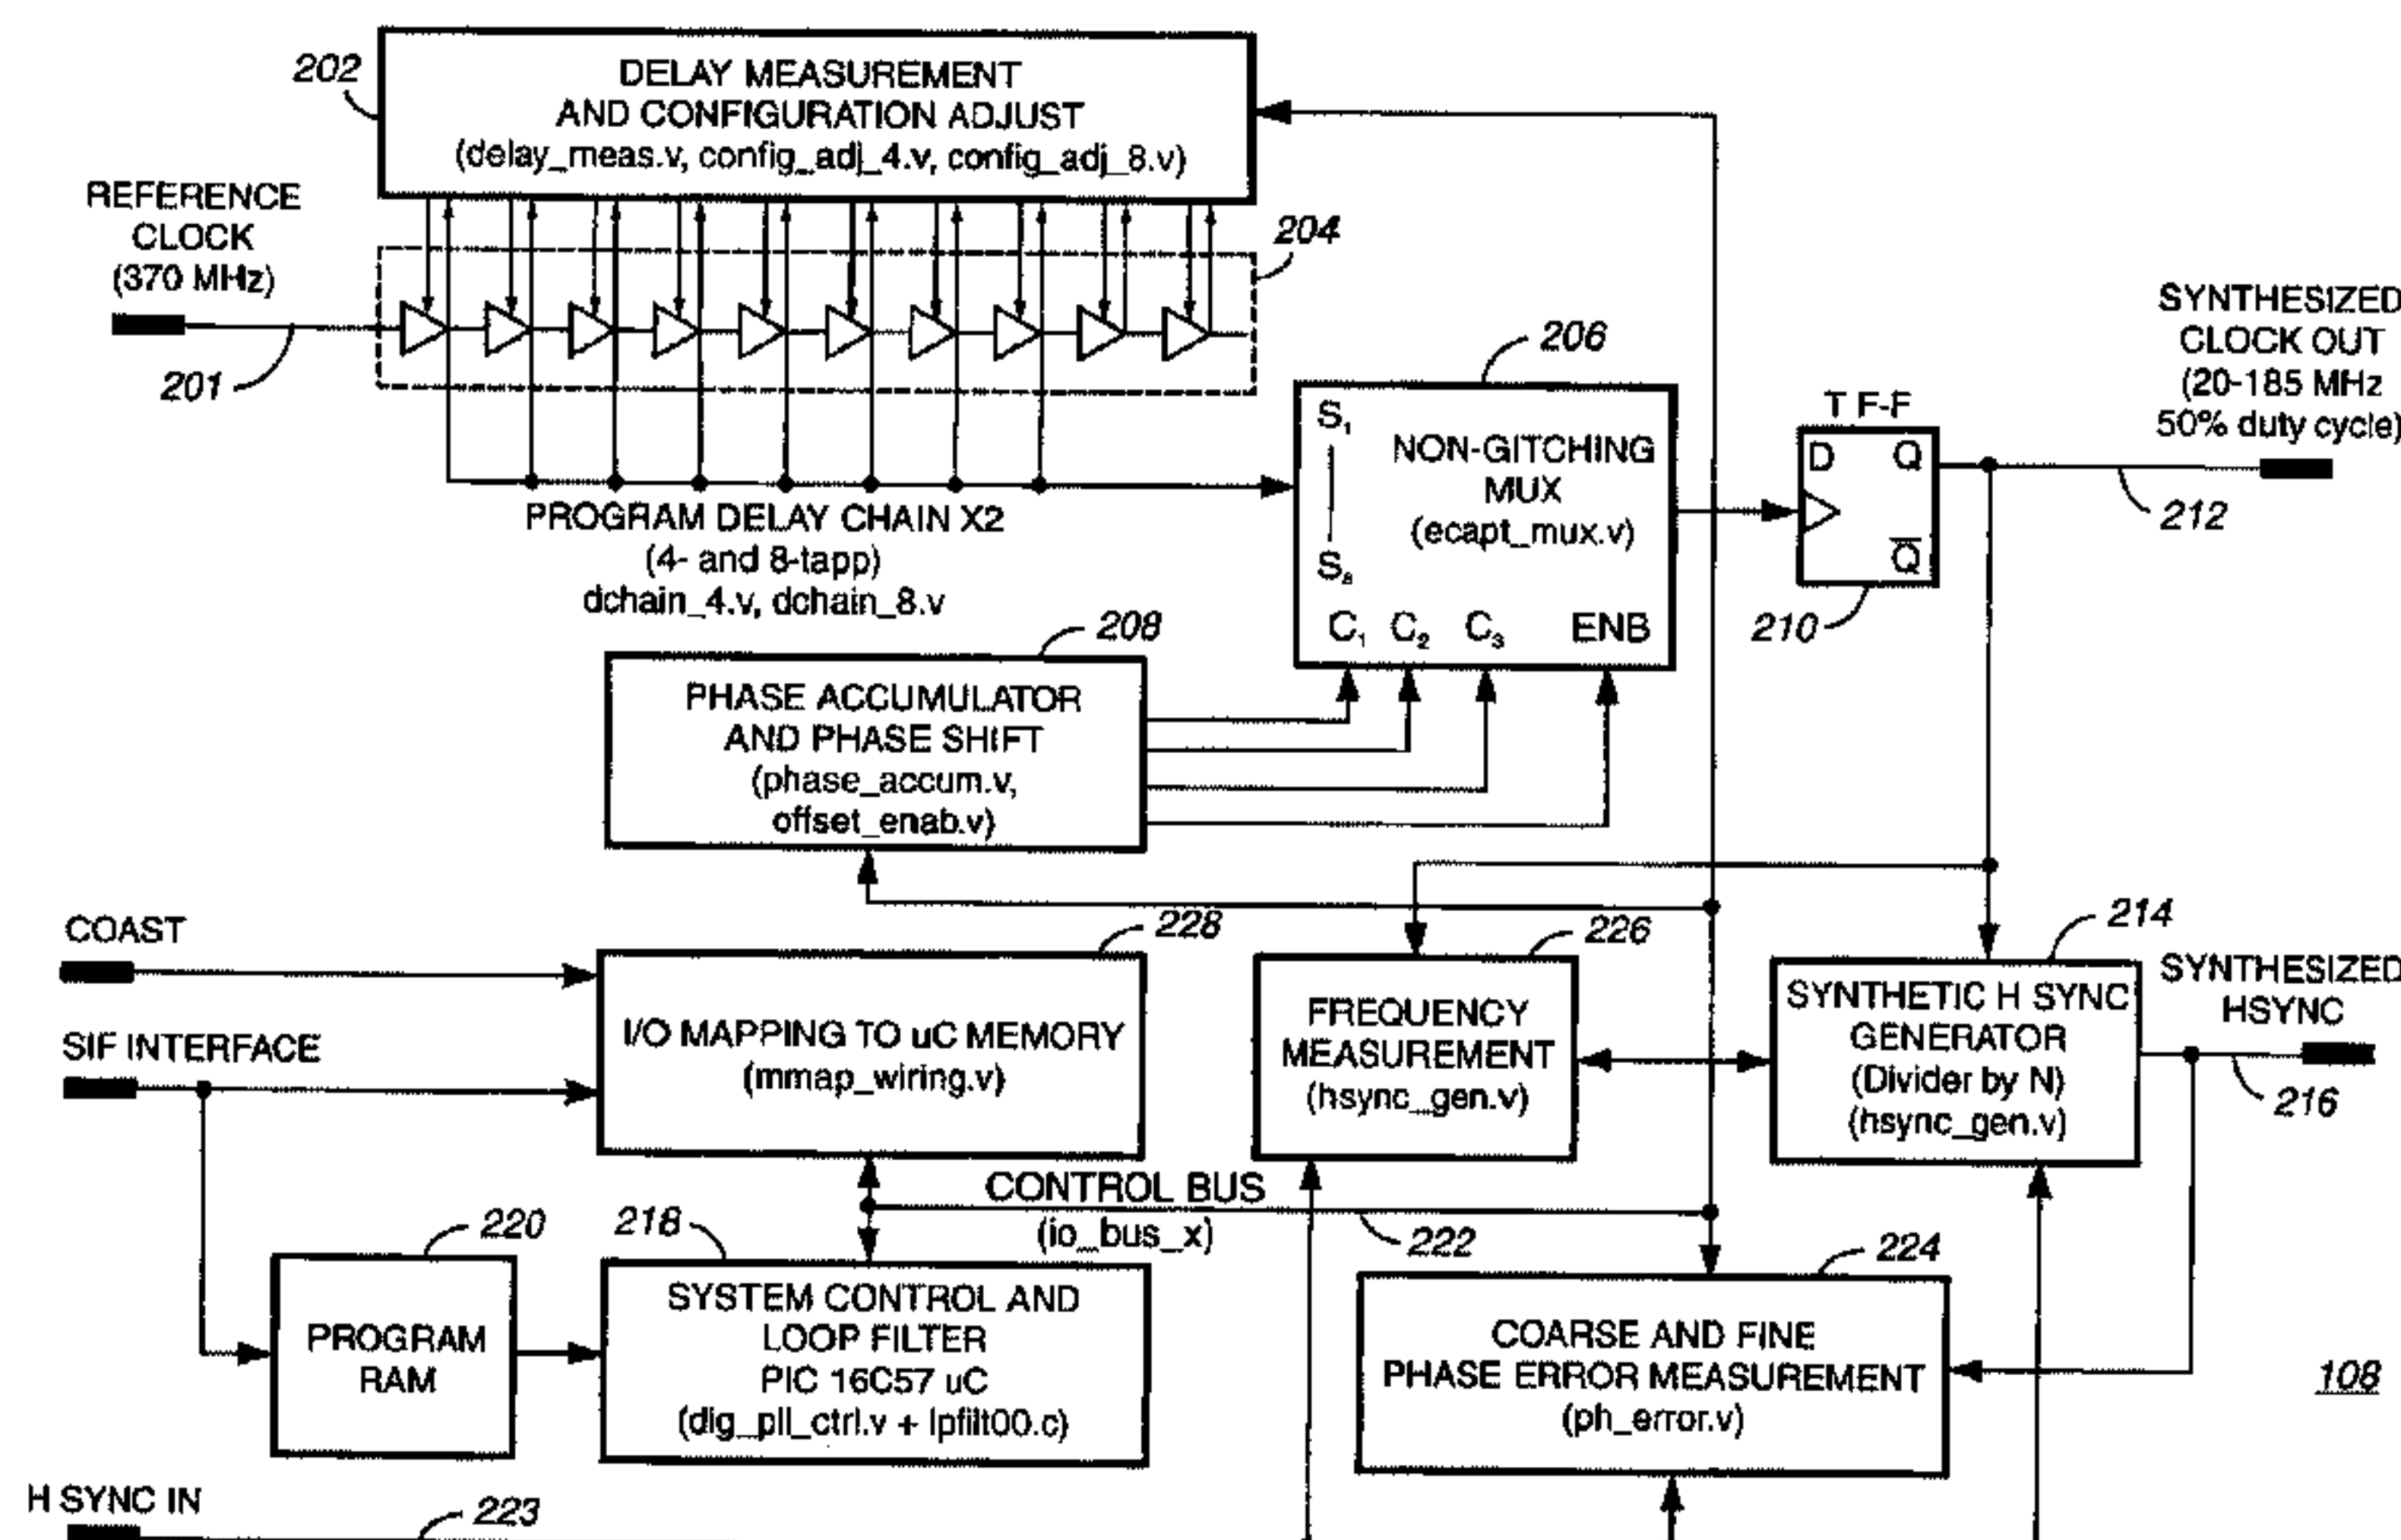 202
DELAY MEASUREMENT
AND CONFIGURATION ADJUST
(delay_meas.v, config_adj_4.v, config_adj_8.v)
REFERENCE
CLOCK
(370 MHz)
201
204
PROGRAM DELAY CHAIN X2
(4- and 8-tapp)
dchain_4.v, dchain_8.v
206
S₁
S₈
NON-GITCHING
MUX
(ecapt_mux.v)
C₁ C₂ C₃ ENB
T F-F
D Q
Q̅
210
SYNTHESIZED
CLOCK OUT
(20-185 MHz
50% duty cycle)
212
208
PHASE ACCUMULATOR
AND PHASE SHIFT
(phase_accum.v,
offset_enab.v)
COAST
SIF INTERFACE
228
I/O MAPPING TO uC MEMORY
(mmap_wiring.v)
226
FREQUENCY
MEASUREMENT
(hsync_gen.v)
214
SYNTHETIC H SYNC
GENERATOR
(Divider by N)
(hsync_gen.v)
SYNTHESIZED
HSYNC
216
CONTROL BUS
(io_bus_x)
222
220
PROGRAM
RAM
218
SYSTEM CONTROL AND
LOOP FILTER
PIC 16C57 uC
(dig_pll_ctrl.v + lpfilt00.c)
224
COARSE AND FINE
PHASE ERROR MEASUREMENT
(ph_error.v)
108
H SYNC IN
223